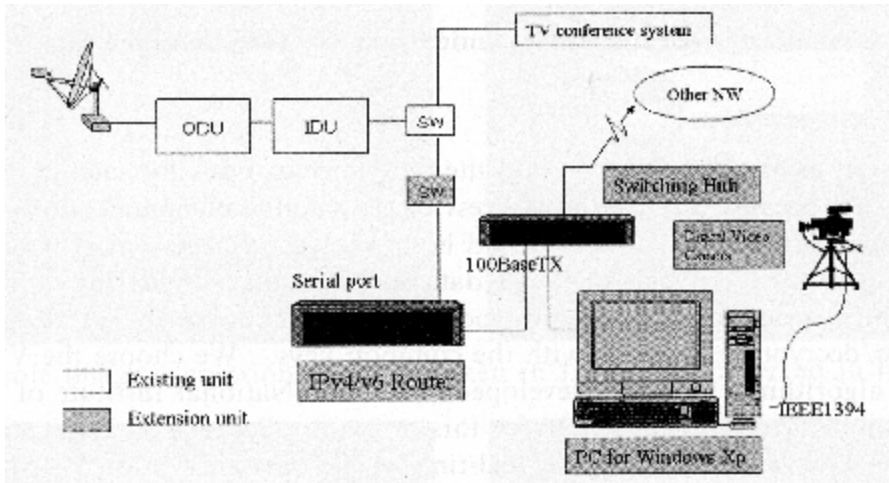 TV conference system
Other NW
ODU
IDU
SW
SW
Switching Hub
Digital Video
Camera
100BaseTX
Serial port
IPv4/v6 Router
Existing unit
Extension unit
IEEE1394
PC for Windows Xp